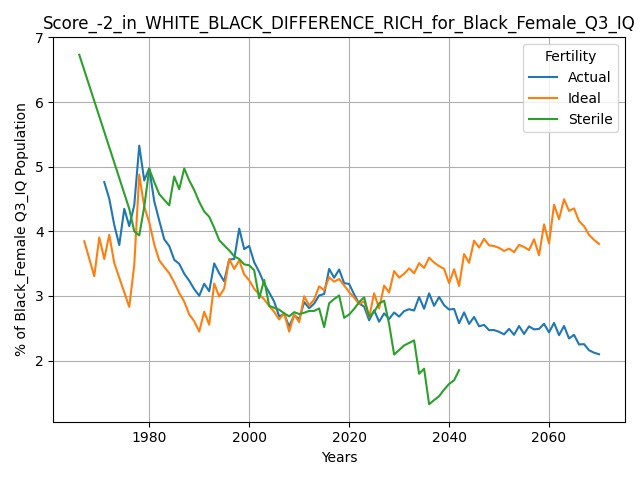 Score_-2_in_WHITE_BLACK_DIFFERENCE_RICH_for_Black_Female_Q3_IQ
% of Black_Female Q3_IQ Population
7
6
5
4
3
2
Fertility
Actual
Ideal
Sterile
1980 2000 2020 2040 2060
Years